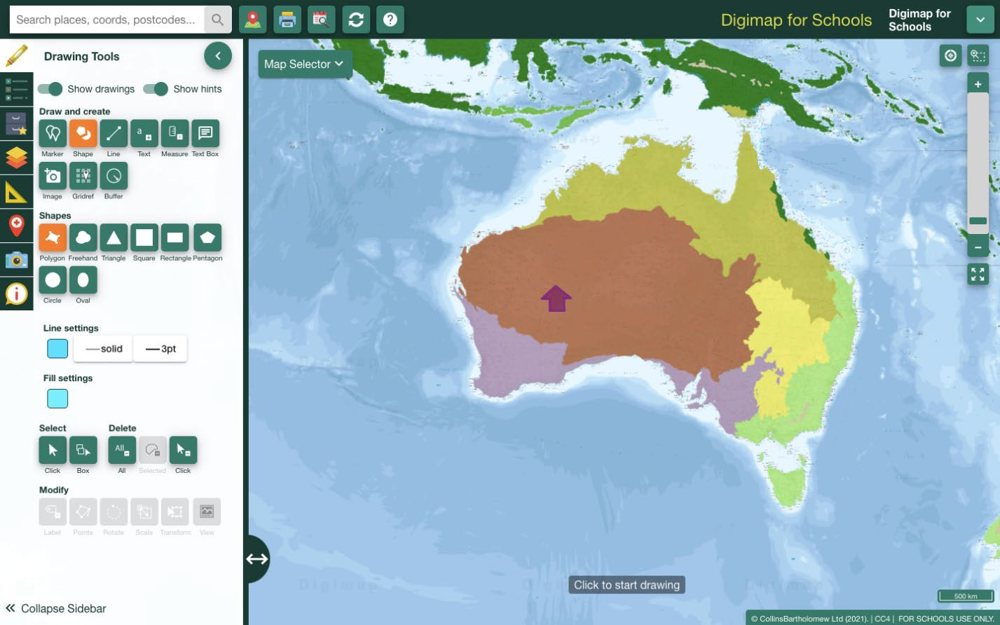 Search places, coords, postcodes...
Digimap for Schools
Digimap for
Schools
Drawing Tools
Map Selector
Show drawings
Show hints
Draw and create
a
Marker Shape Line Text Measure Text Box
Image Gridref Buffer
Shapes
Polygon Freehand Triangle Square Rectangle Pentagon
Circle Oval
Line settings
solid 3pt
Fill settings
Select Delete
All
Click Box All Selected Click
Modify
Label Points Rotate Scale Transform View
Digimap
Click to start drawing
Digimap
500 km
Collapse Sidebar
© CollinsBartholomew Ltd (2021). | CC4 | FOR SCHOOLS USE ONLY.